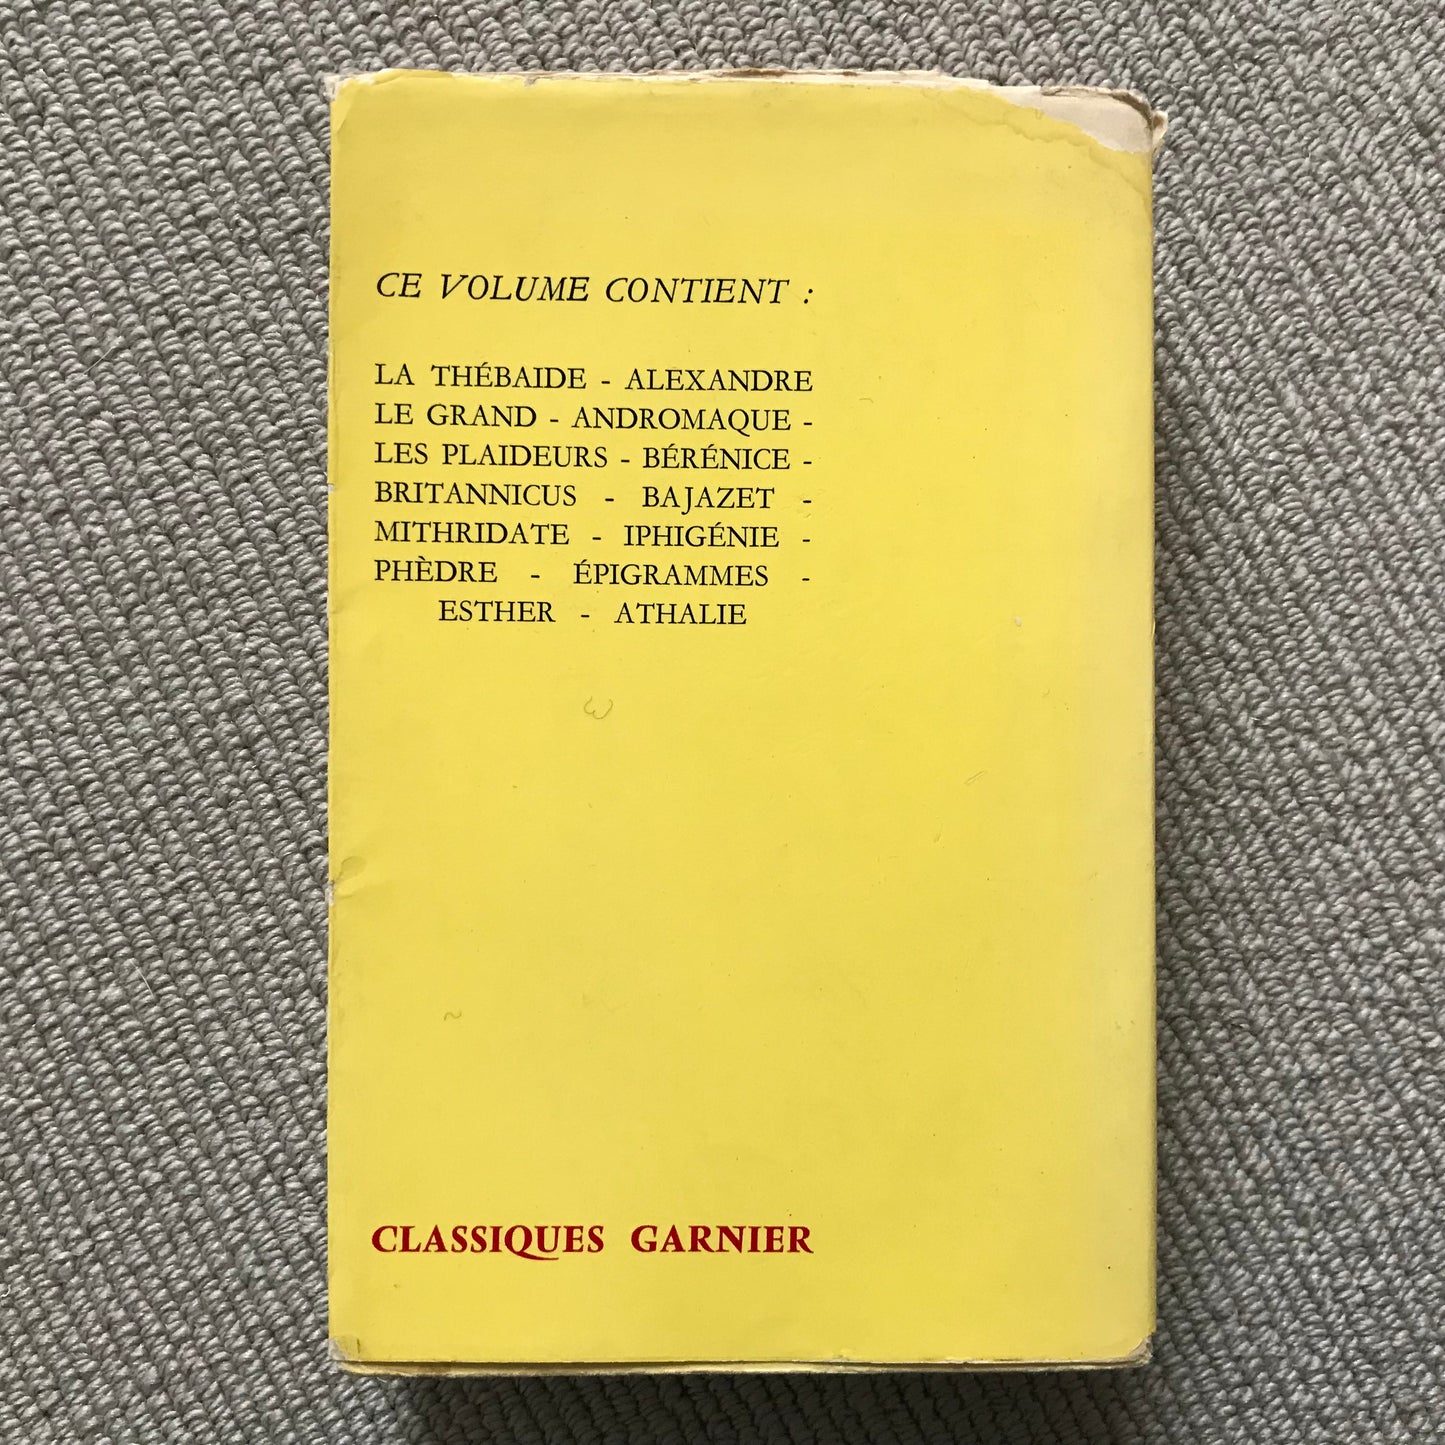 CE VOLUME CONTIENT :
LA THÉBAIDE - ALEXANDRE
LE GRAND - ANDROMAQUE -
LES PLAIDEURS - BÉRÉNICE -
BRITANNICUS - BAJAZET -
MITHRIDATE - IPHIGÉNIE -
PHÈDRE - ÉPIGRAMMES -
ESTHER - ATHALIE
CLASSIQUES GARNIER